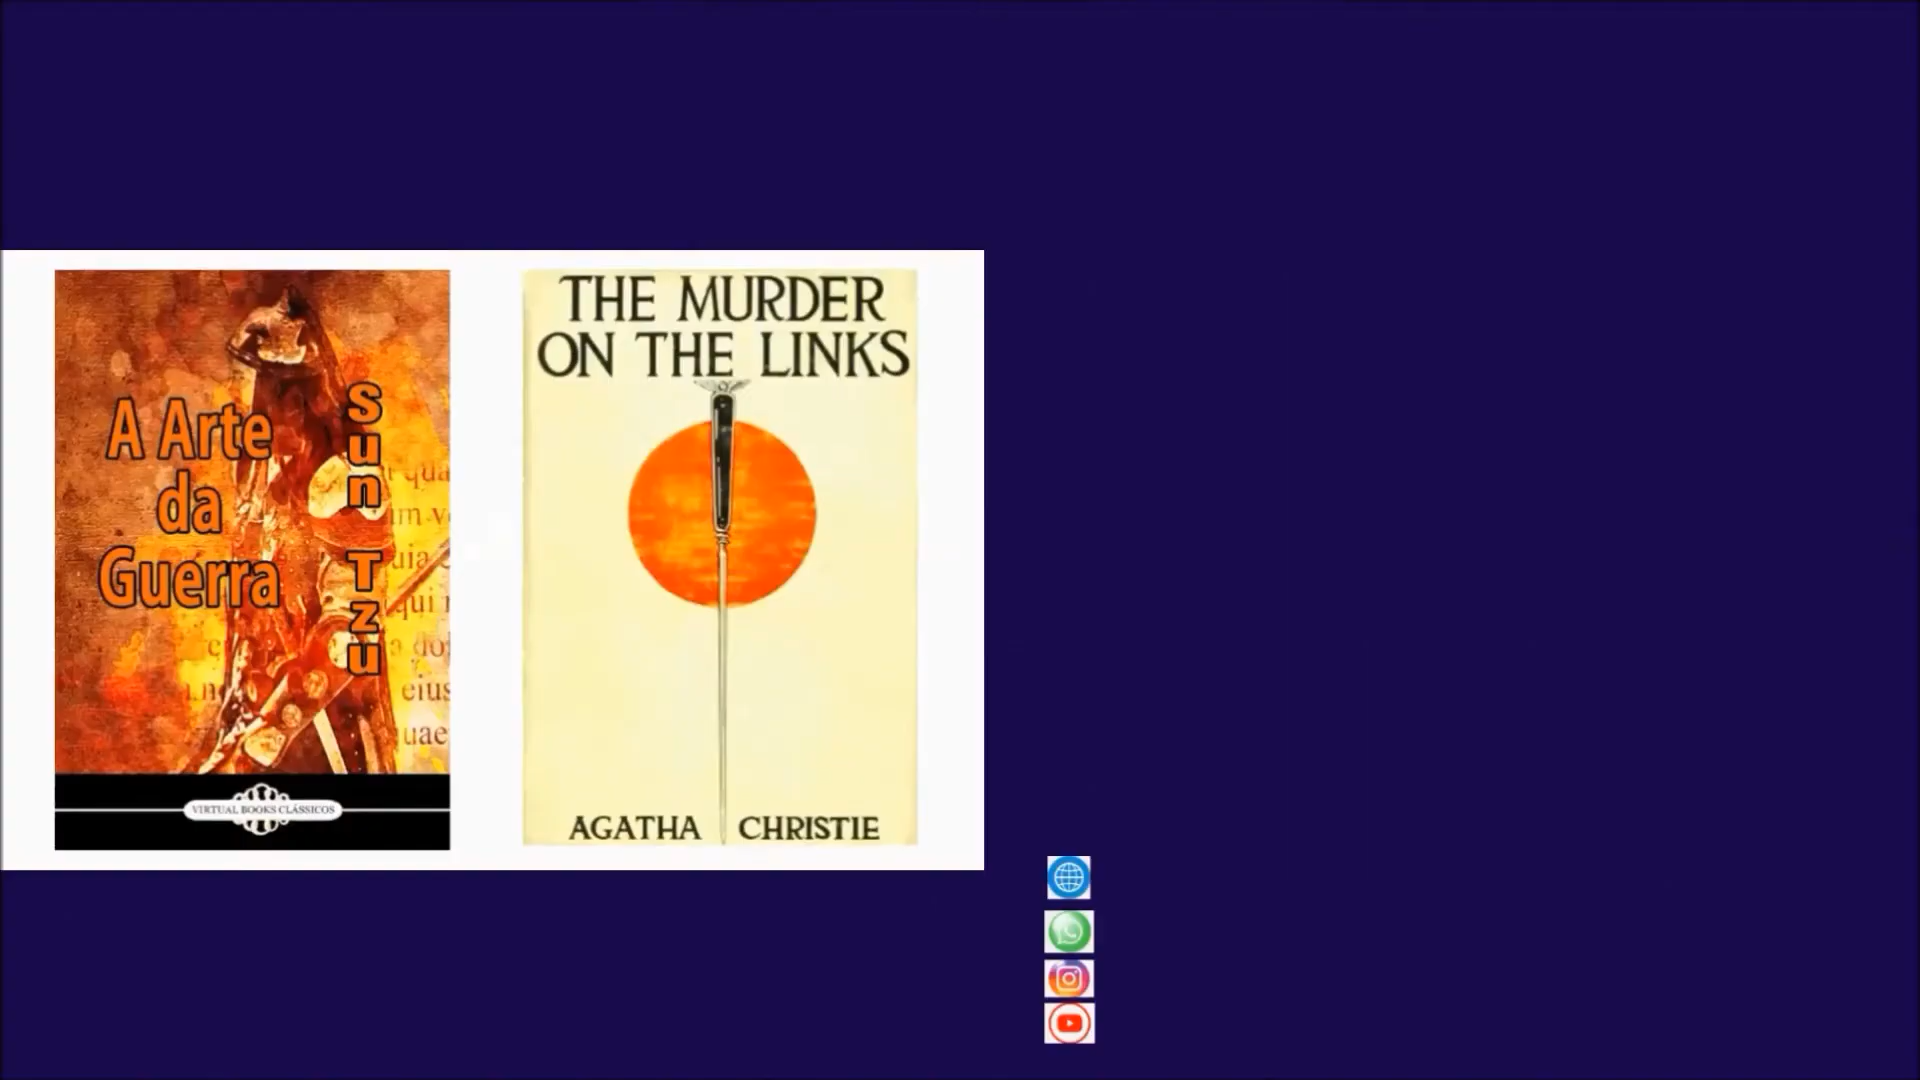 A Arte
da
Guerra
Sun Tzu
VIRTUAL BOOKS CLÁSSICOS
THE MURDER
ON THE LINKS
AGATHA CHRISTIE